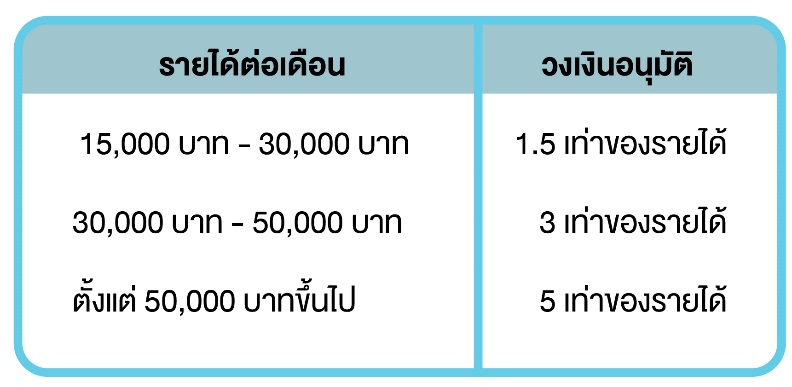 รายได้ต่อเดือน วงเงินอนุมัติ
15,000 บาท - 30,000 บาท 1.5 เท่าของรายได้
30,000 บาท - 50,000 บาท 3 เท่าของรายได้
ตั้งแต่ 50,000 บาทขึ้นไป 5 เท่าของรายได้